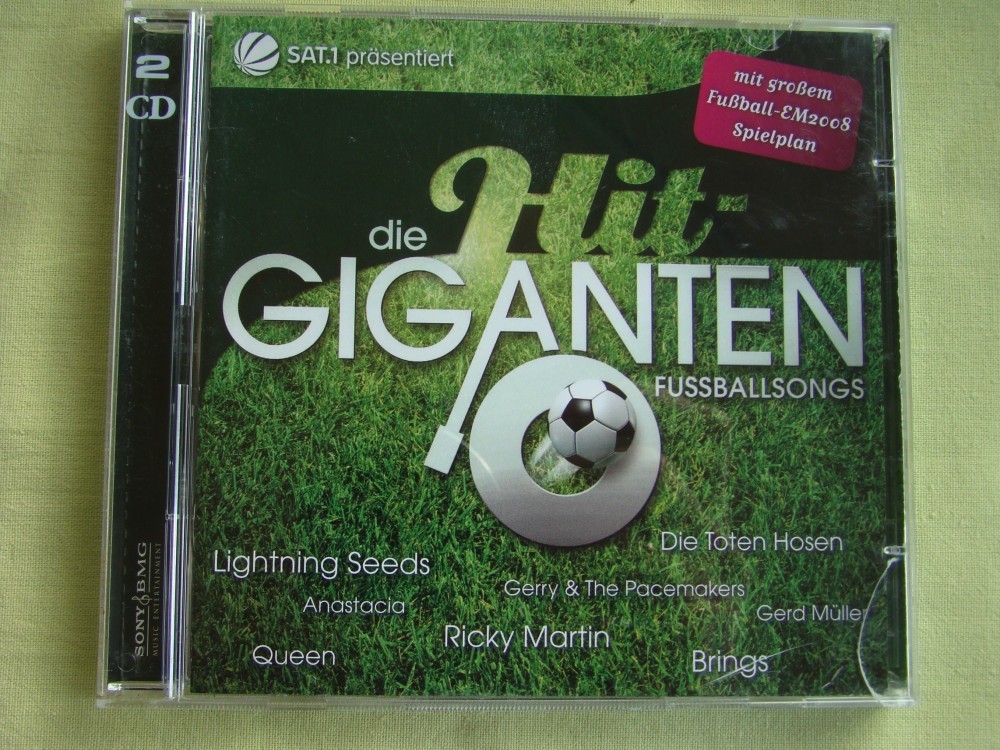 2
CD
SAT.1 präsentiert
mit großem
Fußball-EM2008
Spielplan
die Hit-
GIGANTEN
FUSSBALLSONGS
Lightning Seeds
Die Toten Hosen
Anastacia
Gerry & The Pacemakers
Gerd Müller
Queen
Ricky Martin
Brings
SONY BMG
MUSIC ENTERTAINMENT